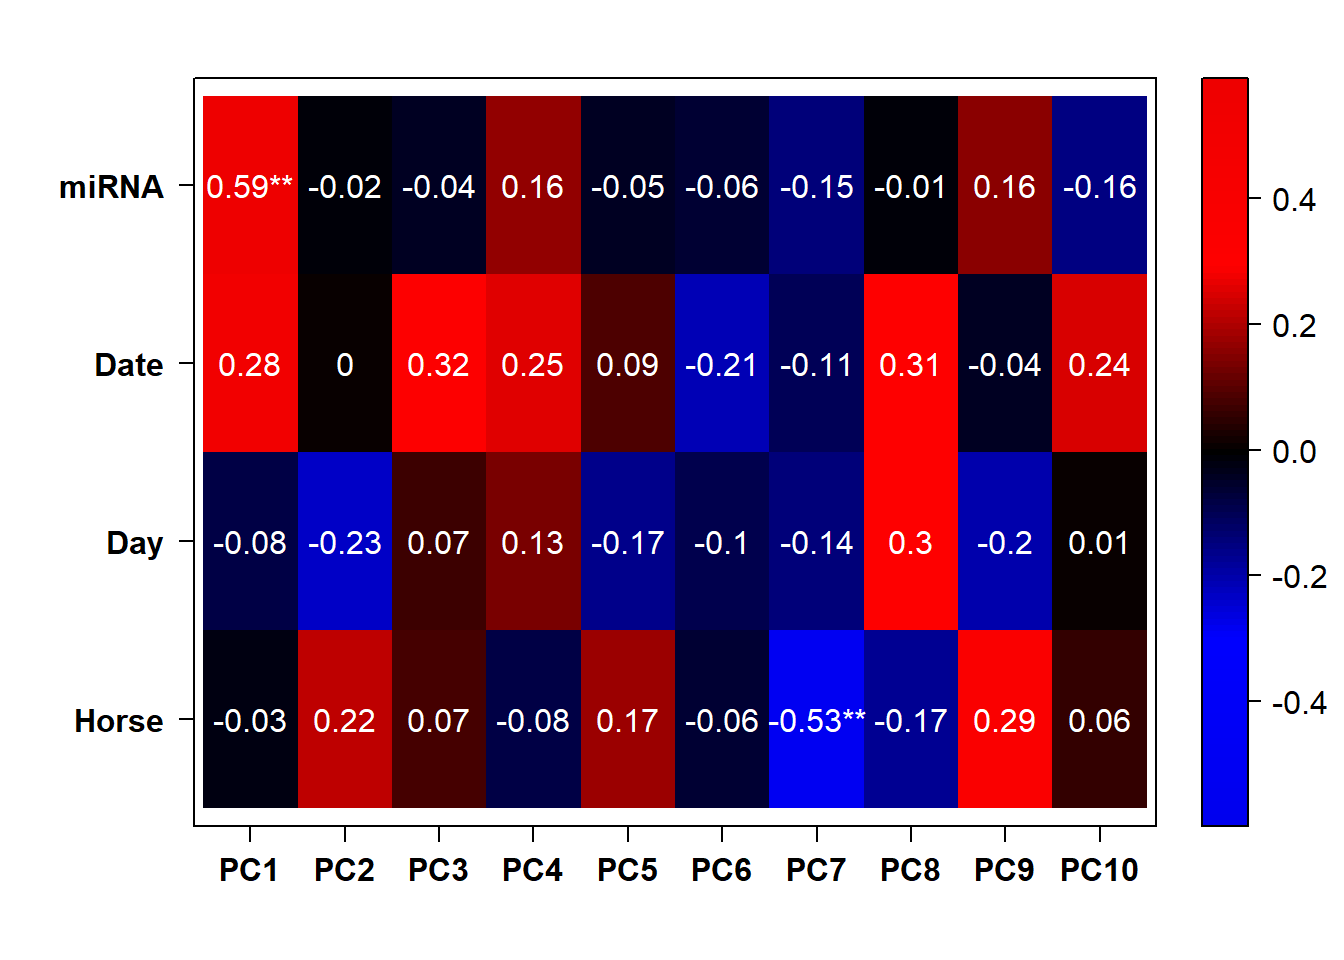 miRNA 0.59** -0.02 -0.04 0.16 -0.05 -0.06 -0.15 -0.01 0.16 -0.16
Date 0.28 0 0.32 0.25 0.09 -0.21 -0.11 0.31 -0.04 0.24
Day -0.08 -0.23 0.07 0.13 -0.17 -0.1 -0.14 0.3 -0.2 0.01
Horse -0.03 0.22 0.07 -0.08 0.17 -0.06 -0.53** -0.17 0.29 0.06
PC1 PC2 PC3 PC4 PC5 PC6 PC7 PC8 PC9 PC10
0.4
0.2
0.0
-0.2
-0.4